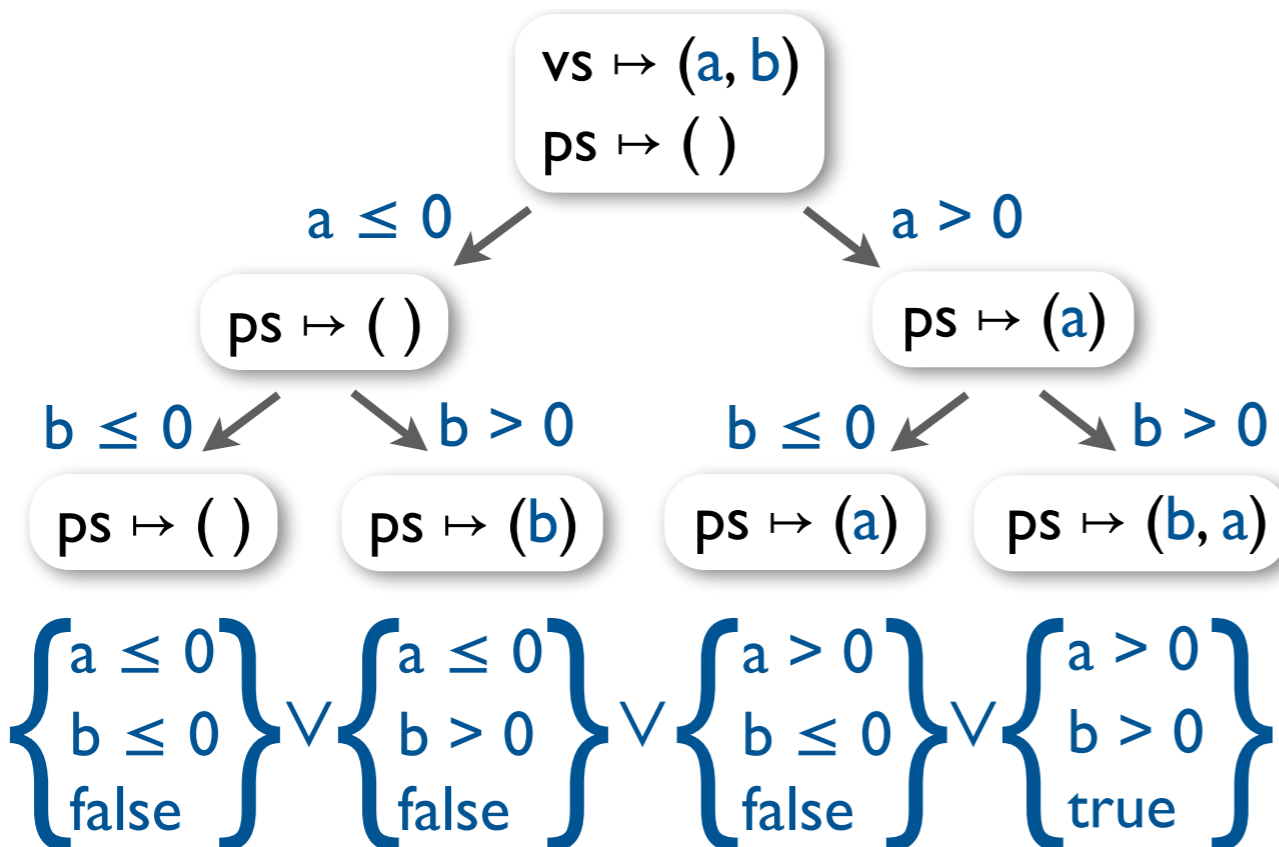 vs ↦ (a, b)
ps ↦ ( )
a ≤ 0 a > 0
ps ↦ ( ) ps ↦ (a)
b ≤ 0 b > 0 b ≤ 0 b > 0
ps ↦ ( ) ps ↦ (b) ps ↦ (a) ps ↦ (b, a)
{ a ≤ 0 } { a ≤ 0 } { a > 0 } { a > 0 }
b ≤ 0 ∨ b > 0 ∨ b ≤ 0 ∨ b > 0
false false false true